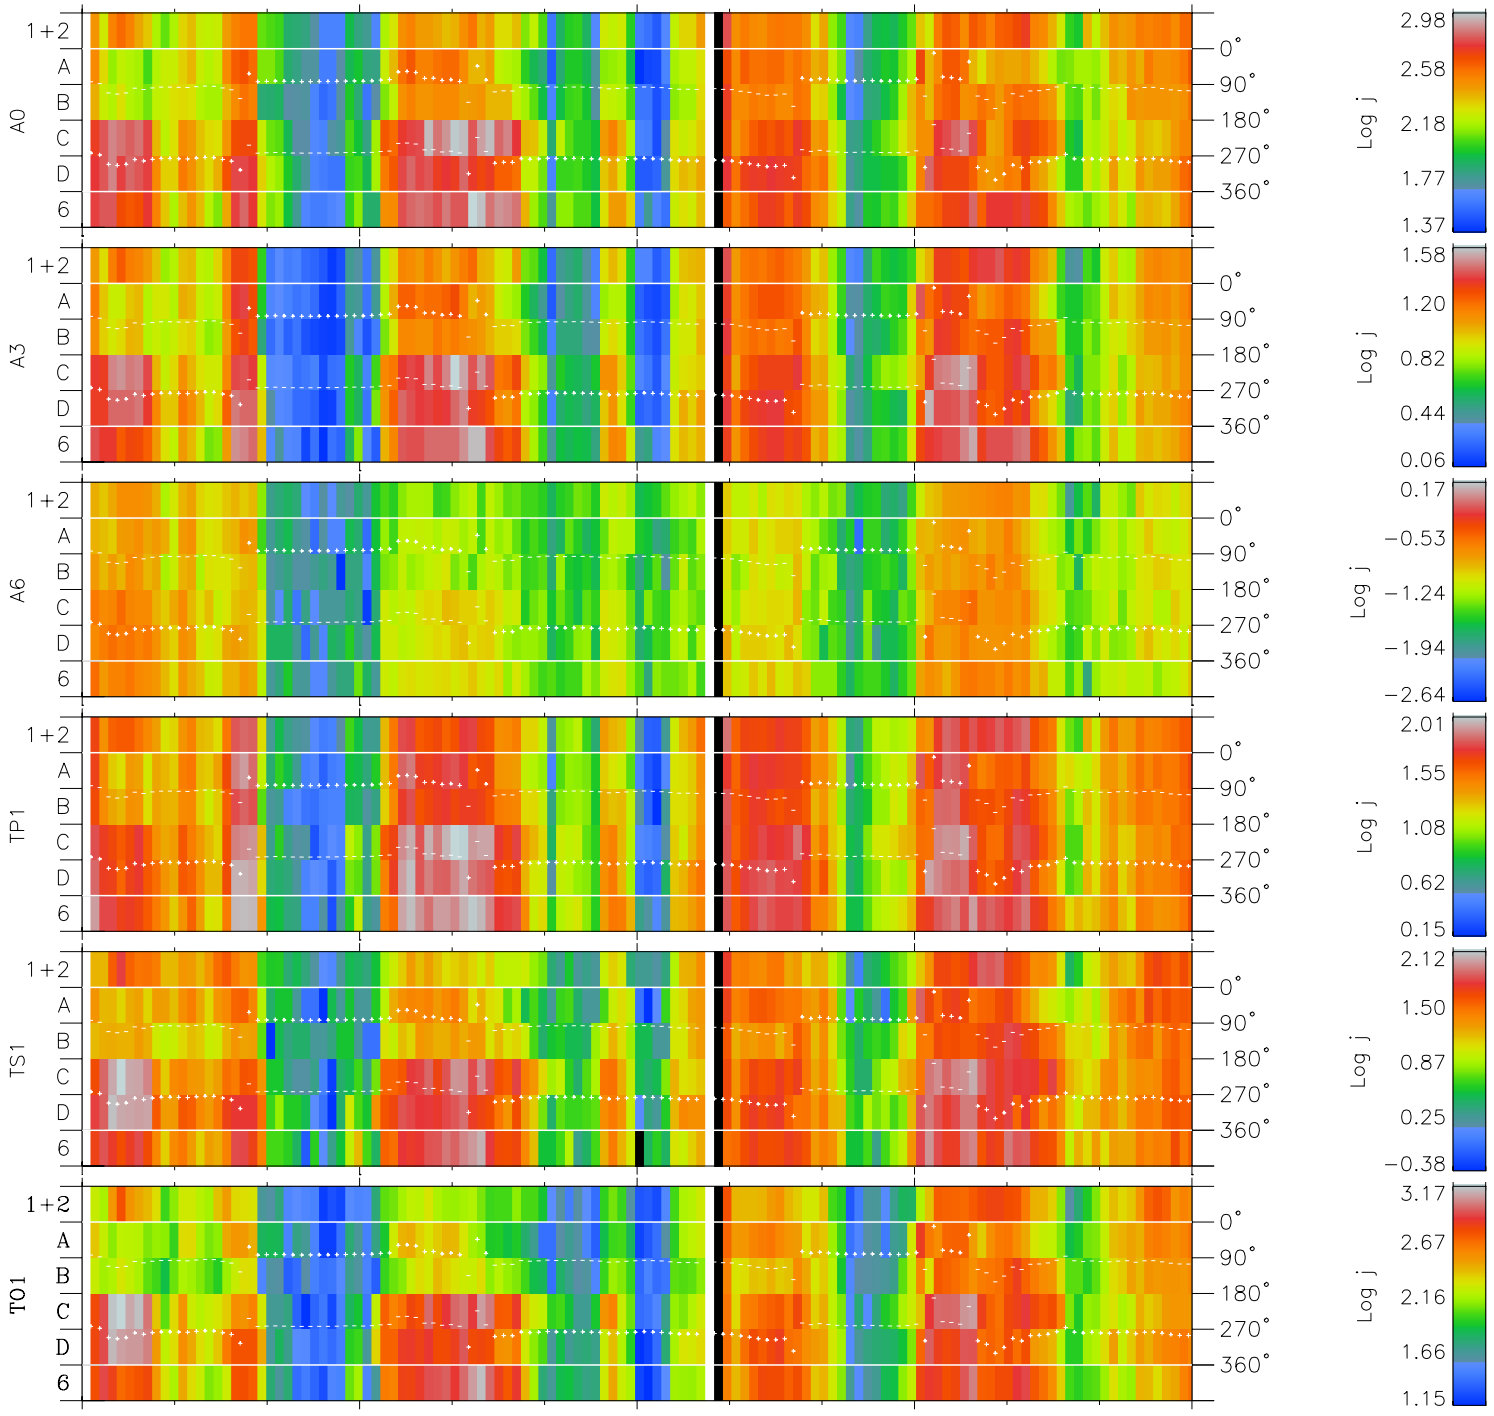 A0
1+2
A
B
C
D
6
0°
90°
180°
270°
360°
Log j
2.98
2.58
2.18
1.77
1.37
A3
1+2
A
B
C
D
6
0°
90°
180°
270°
360°
Log j
1.58
1.20
0.82
0.44
0.06
A6
1+2
A
B
C
D
6
0°
90°
180°
270°
360°
Log j
0.17
−0.53
−1.24
−1.94
−2.64
TP1
1+2
A
B
C
D
6
0°
90°
180°
270°
360°
Log j
2.01
1.55
1.08
0.62
0.15
TS1
1+2
A
B
C
D
6
0°
90°
180°
270°
360°
Log j
2.12
1.50
0.87
0.25
−0.38
TO1
1+2
A
B
C
D
6
0°
90°
180°
270°
360°
Log j
3.17
2.67
2.16
1.66
1.15